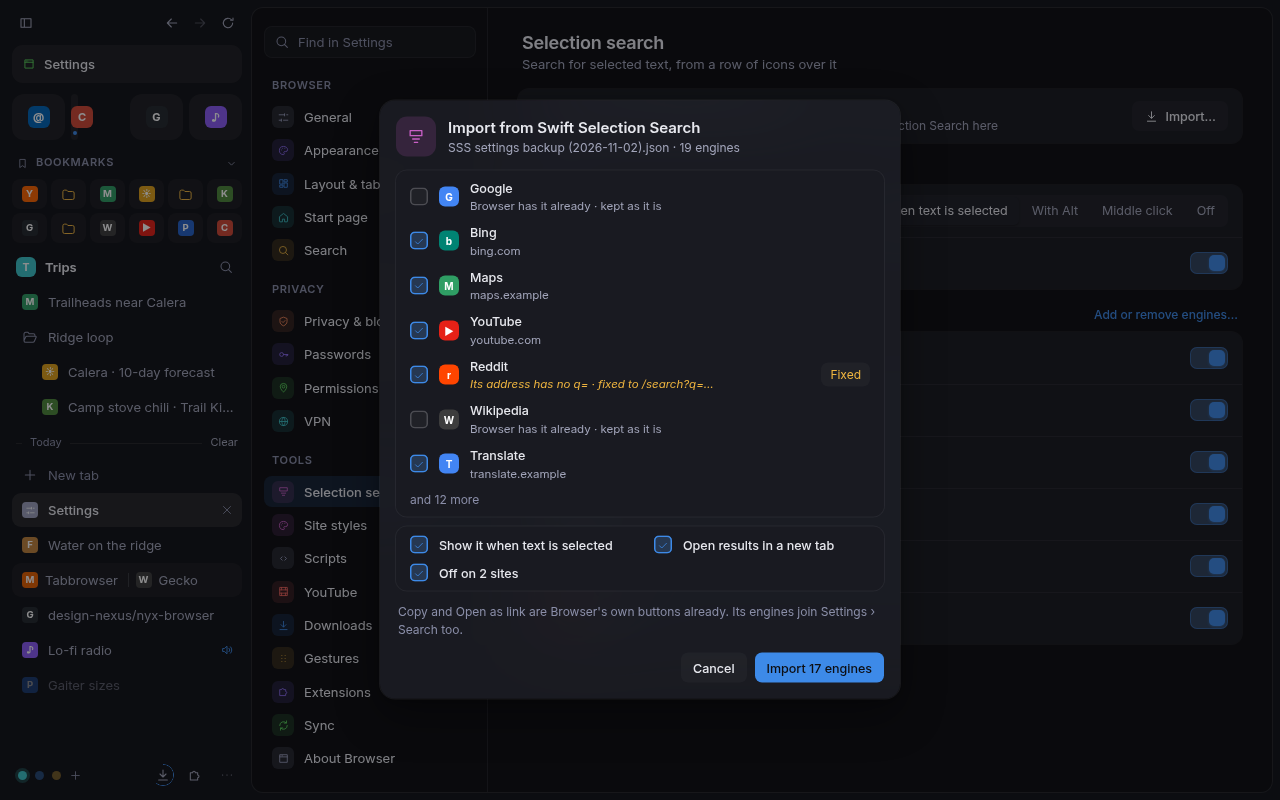 Settings
@
C
G
BOOKMARKS
Y
M
K
G
W
P
C
T
Trips
M
Trailheads near Calera
Ridge loop
Calera · 10-day forecast
K
Camp stove chili · Trail Ki...
Today
Clear
New tab
Settings
F
Water on the ridge
M
Tabbrowser
W
Gecko
G
design-nexus/nyx-browser
Lo-fi radio
P
Gaiter sizes
Find in Settings
BROWSER
General
Appearance
Layout & tab
Start page
Search
PRIVACY
Privacy & blo
Passwords
Permissions
VPN
TOOLS
Selection se
Site styles
Scripts
YouTube
Downloads
Gestures
Extensions
Sync
About Browser
Selection search
Search for selected text, from a row of icons over it
ction Search here
Import...
en text is selected
With Alt
Middle click
Off
Add or remove engines...
Import from Swift Selection Search
SSS settings backup (2026-11-02).json · 19 engines
G
Google
Browser has it already · kept as it is
b
Bing
bing.com
M
Maps
maps.example
YouTube
youtube.com
r
Reddit
Its address has no q= · fixed to /search?q=...
Fixed
W
Wikipedia
Browser has it already · kept as it is
T
Translate
translate.example
and 12 more
Show it when text is selected
Open results in a new tab
Off on 2 sites
Copy and Open as link are Browser's own buttons already. Its engines join Settings ›
Search too.
Cancel
Import 17 engines